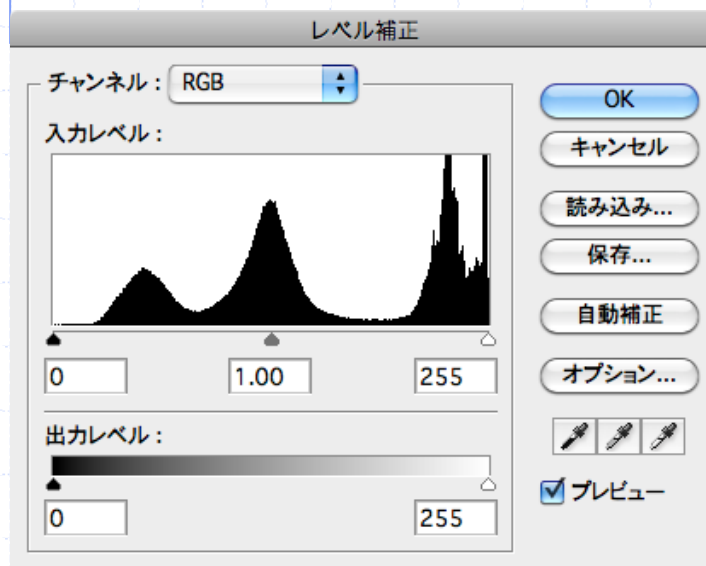 レベル補正
チャンネル : RGB
OK
入力レベル :
キャンセル
読み込み...
保存...
自動補正
0 1.00 255
オプション...
出力レベル :
プレビュー
0 255